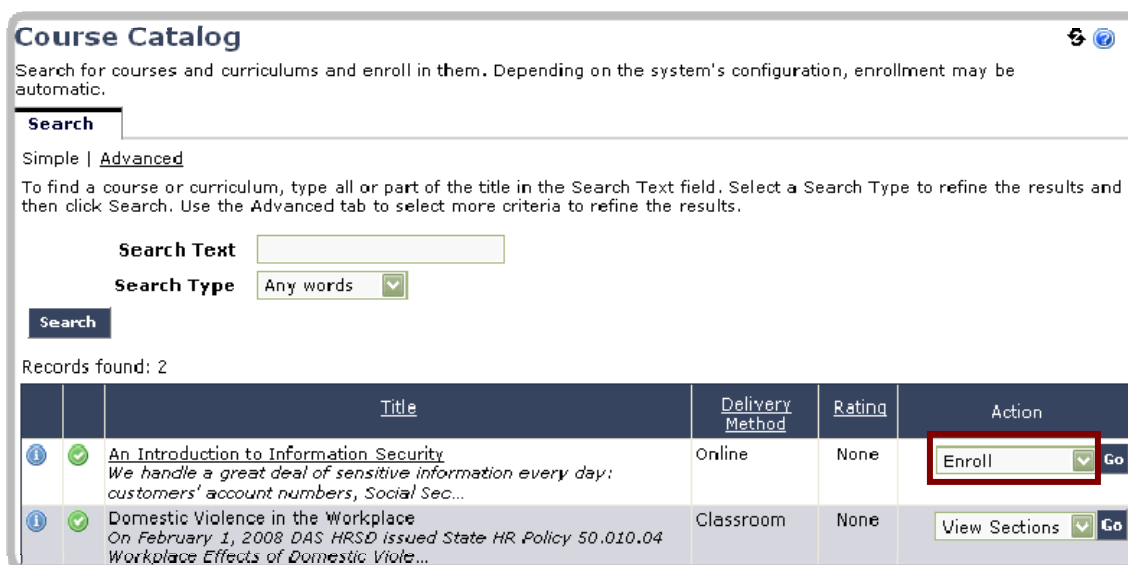 Course Catalog
Search for courses and curriculums and enroll in them. Depending on the system's configuration, enrollment may be
automatic.
Search
Simple | Advanced
To find a course or curriculum, type all or part of the title in the Search Text field. Select a Search Type to refine the results and
then click Search. Use the Advanced tab to select more criteria to refine the results.
Search Text
Search Type Any words
Search
Records found: 2
Title Delivery Method Rating Action
An Introduction to Information Security Online None Enroll Go
We handle a great deal of sensitive information every day:
customers' account numbers, Social Sec...
Domestic Violence in the Workplace Classroom None View Sections Go
On February 1, 2008 DAS HRSD issued State HR Policy 50.010.04
Workplace Effects of Domestic Viole...